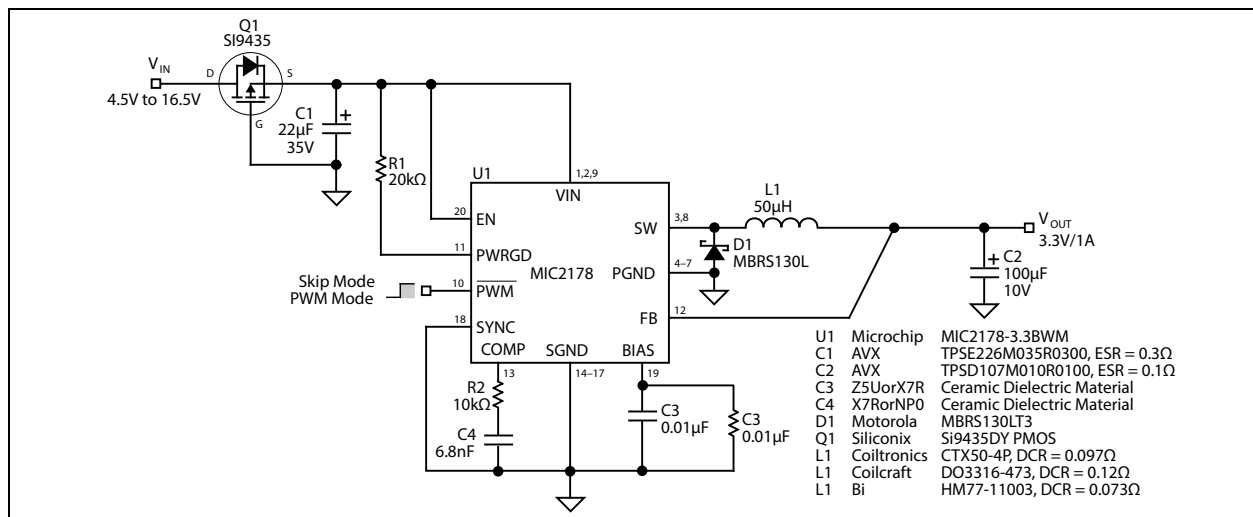 Q1
SI9435
VIN
D
S
G
4.5V to 16.5V
C1
22µF
35V
+
R1
20kΩ
U1
1,2,9
VIN
20
EN
11
PWRGD
MIC2178
Skip Mode
PWM Mode
10
PWM
18
SYNC
COMP
SGND
BIAS
13
14–17
19
SW
3,8
PGND
4–7
FB
12
L1
50µH
D1
MBRS130L
VOUT
3.3V/1A
+
C2
100µF
10V
R2
10kΩ
C4
6.8nF
C3
0.01µF
C3
0.01µF
U1 Microchip MIC2178-3.3BWM
C1 AVX TPSE226M035R0300, ESR = 0.3Ω
C2 AVX TPSD107M010R0100, ESR = 0.1Ω
C3 Z5UorX7R Ceramic Dielectric Material
C4 X7RorNP0 Ceramic Dielectric Material
D1 Motorola MBRS130LT3
Q1 Siliconix Si9435DY PMOS
L1 Coiltronics CTX50-4P, DCR = 0.097Ω
L1 Coilcraft DO3316-473, DCR = 0.12Ω
L1 Bi HM77-11003, DCR = 0.073Ω